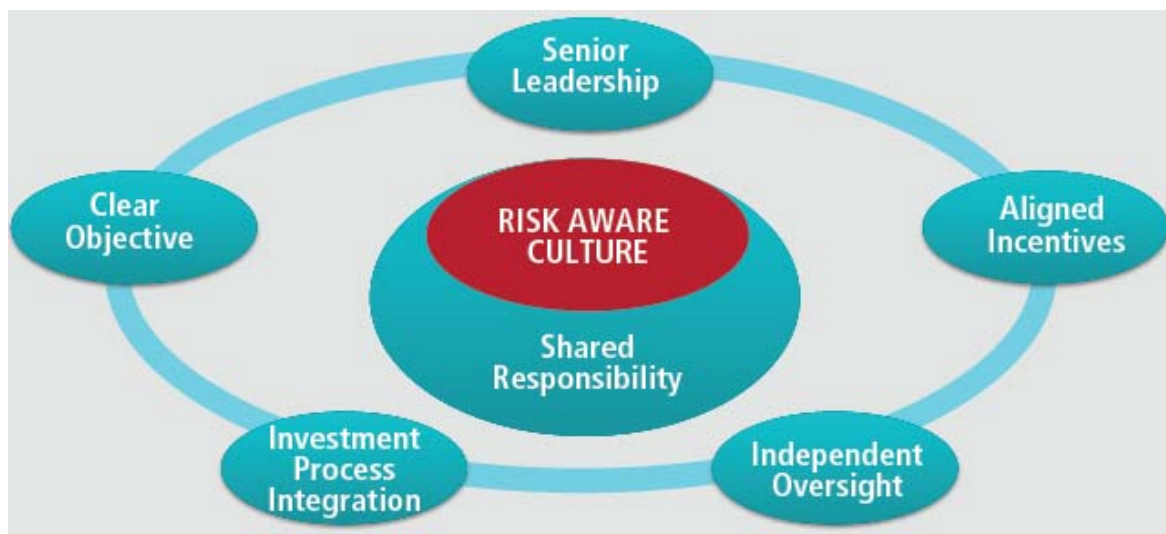 Senior
Leadership
Clear
Objective
Aligned
Incentives
RISK AWARE
CULTURE
Shared
Responsibility
Investment
Process
Integration
Independent
Oversight